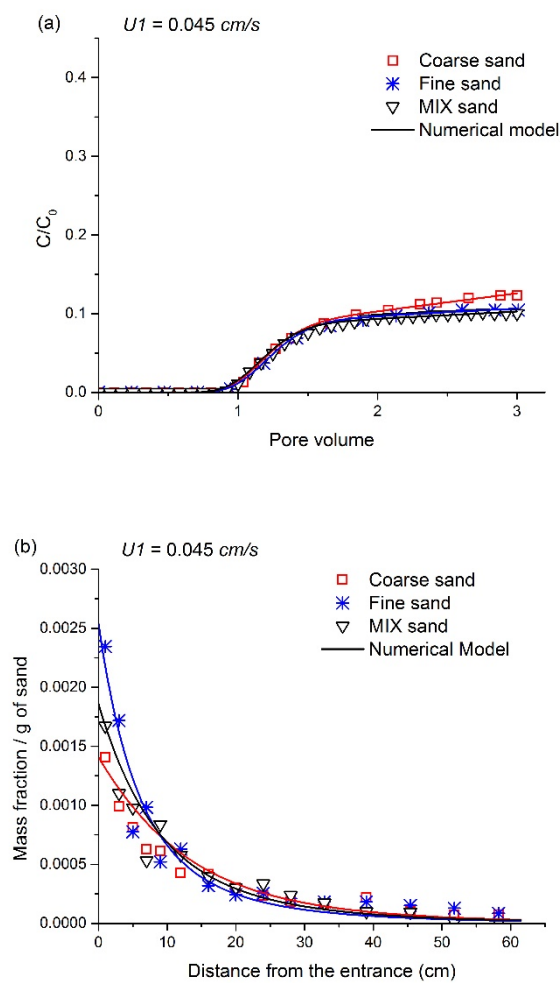 (a)
U1 = 0.045 cm/s
Coarse sand
Fine sand
MIX sand
Numerical model
0.4
0.3
0.2
0.1
0.0
C/C0
0 1 2 3
Pore volume
(b)
U1 = 0.045 cm/s
0.0030
Coarse sand
Fine sand
MIX sand
Numerical Model
0.0025
0.0020
0.0015
0.0010
0.0005
0.0000
Mass fraction / g of sand
0 10 20 30 40 50 60
Distance from the entrance (cm)